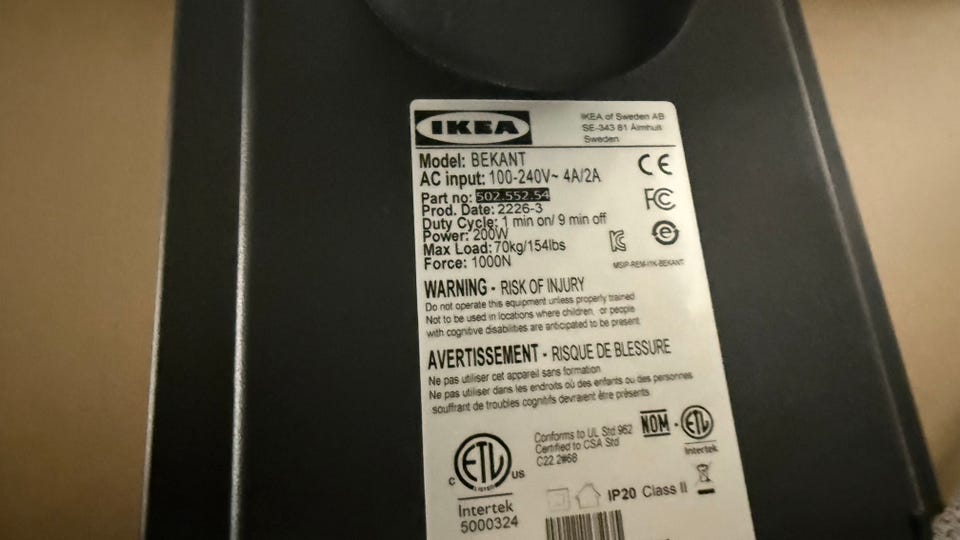 IKEA
IKEA of Sweden AB
SE-343 81 Älmhult
Sweden
Model: BEKANT
AC input: 100-240V~ 4A/2A
Part no: 502.552.54
Prod. Date: 2226-3
Duty Cycle: 1 min on/ 9 min off
Power: 200W
Max Load: 70kg/154lbs
Force: 1000N
CE
FC
MSIP-REM-IYK-BEKANT
WARNING - RISK OF INJURY
Do not operate this equipment unless properly trained
Not to be used in locations where children, or people
with cognitive disabilities are anticipated to be present
AVERTISSEMENT - RISQUE DE BLESSURE
Ne pas utiliser cet appareil sans formation
Ne pas utiliser dans les endroits où des enfants ou des personnes
souffrant de troubles cognitifs devraient être présents
C ETL US
LISTED
Intertek
5000324
Conforms to UL Std 962
Certified to CSA Std
C22.2#68
NOM - ETL
Intertek
IP20 Class II